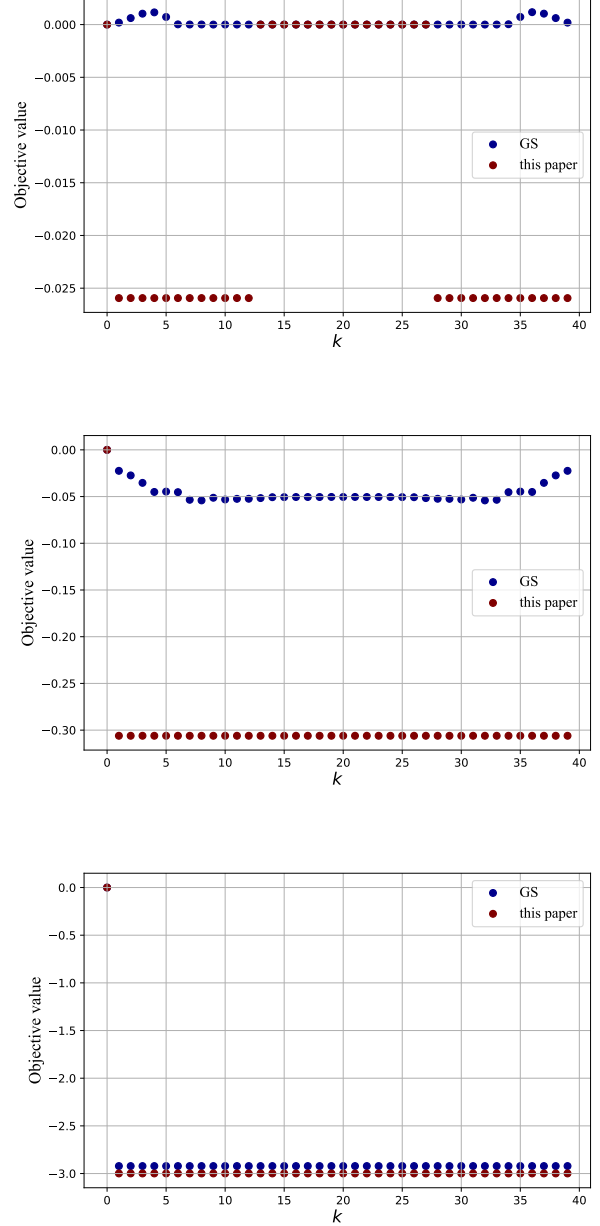 0.000
−0.005
−0.010
−0.015
−0.020
−0.025
Objective value
GS
this paper
0 5 10 15 20 25 30 35 40
k
0.00
−0.05
−0.10
−0.15
−0.20
−0.25
−0.30
Objective value
GS
this paper
0 5 10 15 20 25 30 35 40
k
0.0
−0.5
−1.0
−1.5
−2.0
−2.5
−3.0
Objective value
GS
this paper
0 5 10 15 20 25 30 35 40
k